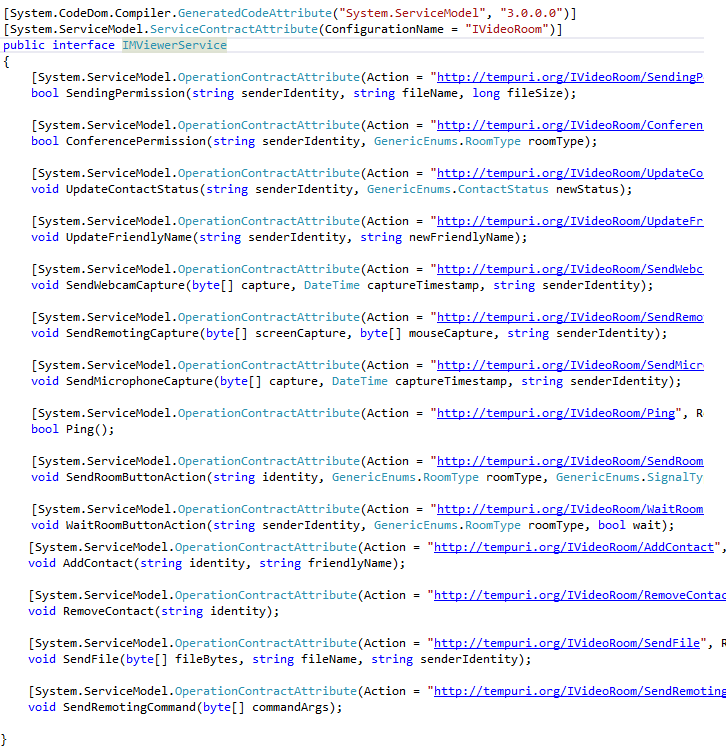 [System.CodeDom.Compiler.GeneratedCodeAttribute("System.ServiceModel", "3.0.0.0")]
[System.ServiceModel.ServiceContractAttribute(ConfigurationName = "IVideoRoom")]
public interface IMViewerService
{
[System.ServiceModel.OperationContractAttribute(Action = "http://tempuri.org/IVideoRoom/SendingP
bool SendingPermission(string senderIdentity, string fileName, long fileSize);
[System.ServiceModel.OperationContractAttribute(Action = "http://tempuri.org/IVideoRoom/Conferen
bool ConferencePermission(string senderIdentity, GenericEnums.RoomType roomType);
[System.ServiceModel.OperationContractAttribute(Action = "http://tempuri.org/IVideoRoom/UpdateCo
void UpdateContactStatus(string senderIdentity, GenericEnums.ContactStatus newStatus);
[System.ServiceModel.OperationContractAttribute(Action = "http://tempuri.org/IVideoRoom/UpdateFr
void UpdateFriendlyName(string senderIdentity, string newFriendlyName);
[System.ServiceModel.OperationContractAttribute(Action = "http://tempuri.org/IVideoRoom/SendWebc
void SendWebcamCapture(byte[] capture, DateTime captureTimestamp, string senderIdentity);
[System.ServiceModel.OperationContractAttribute(Action = "http://tempuri.org/IVideoRoom/SendRemo
void SendRemotingCapture(byte[] screenCapture, byte[] mouseCapture, string senderIdentity);
[System.ServiceModel.OperationContractAttribute(Action = "http://tempuri.org/IVideoRoom/SendMicr
void SendMicrophoneCapture(byte[] capture, DateTime captureTimestamp, string senderIdentity);
[System.ServiceModel.OperationContractAttribute(Action = "http://tempuri.org/IVideoRoom/Ping", R
bool Ping();
[System.ServiceModel.OperationContractAttribute(Action = "http://tempuri.org/IVideoRoom/SendRoom
void SendRoomButtonAction(string identity, GenericEnums.RoomType roomType, GenericEnums.SignalTy
[System.ServiceModel.OperationContractAttribute(Action = "http://tempuri.org/IVideoRoom/WaitRoom
void WaitRoomButtonAction(string senderIdentity, GenericEnums.RoomType roomType, bool wait);
[System.ServiceModel.OperationContractAttribute(Action = "http://tempuri.org/IVideoRoom/AddContact",
void AddContact(string identity, string friendlyName);
[System.ServiceModel.OperationContractAttribute(Action = "http://tempuri.org/IVideoRoom/RemoveContac
void RemoveContact(string identity);
[System.ServiceModel.OperationContractAttribute(Action = "http://tempuri.org/IVideoRoom/SendFile", R
void SendFile(byte[] fileBytes, string fileName, string senderIdentity);
[System.ServiceModel.OperationContractAttribute(Action = "http://tempuri.org/IVideoRoom/SendRemoting
void SendRemotingCommand(byte[] commandArgs);
}